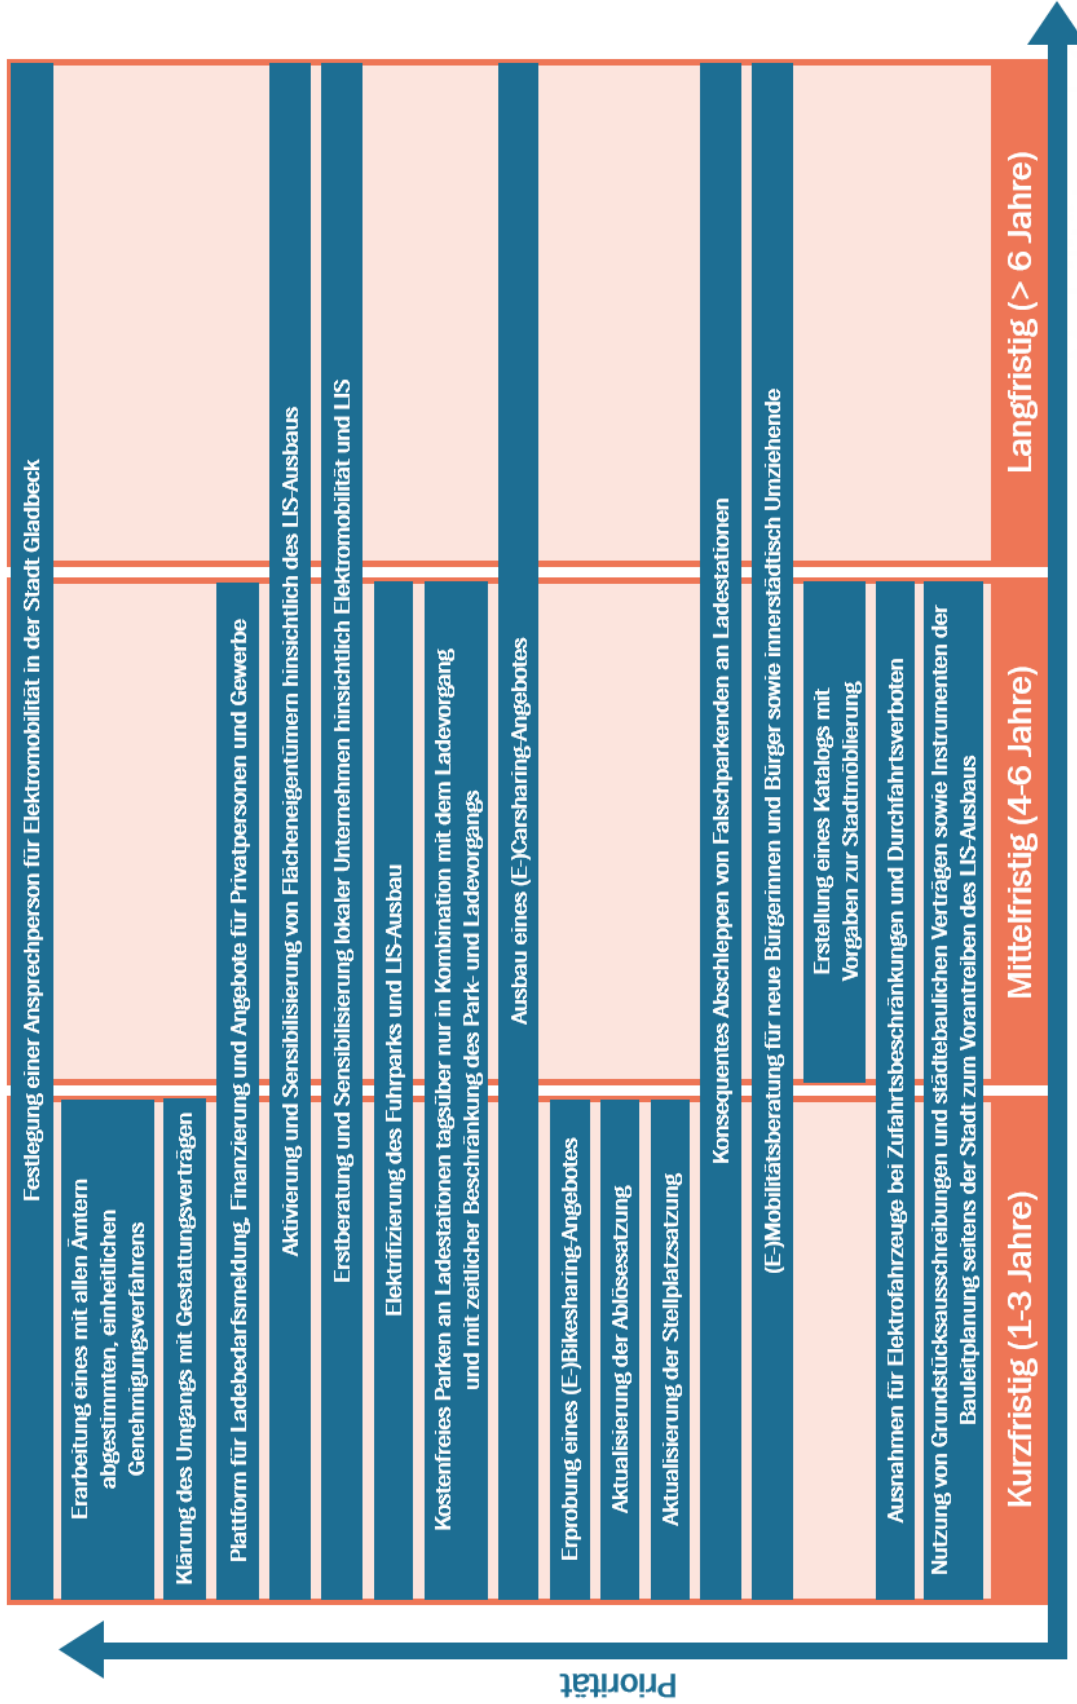 Festlegung einer Ansprechperson für Elektromobilität in der Stadt Gladbeck
Erarbeitung eines mit allen Ämtern
abgestimmten, einheitlichen
Genehmigungsverfahrens
Klärung des Umgangs mit Gestattungsverträgen
Plattform für Ladebedarfsmeldung, Finanzierung und Angebote für Privatpersonen und Gewerbe
Aktivierung und Sensibilisierung von Flächeneigentümern hinsichtlich des LIS-Ausbaus
Erstberatung und Sensibilisierung lokaler Unternehmen hinsichtlich Elektromobilität und LIS
Elektrifizierung des Fuhrparks und LIS-Ausbau
Kostenfreies Parken an Ladestationen tagsüber nur in Kombination mit dem Ladevorgang
und mit zeitlicher Beschränkung des Park- und Ladevorgangs
Ausbau eines (E-)Carsharing-Angebotes
Erprobung eines (E-)Bikesharing-Angebotes
Aktualisierung der Ablösesatzung
Aktualisierung der Stellplatzsatzung
Konsequentes Abschleppen von Falschparkenden an Ladestationen
(E-)Mobilitätsberatung für neue Bürgerinnen und Bürger sowie innerstädtisch Umziehende
Erstellung eines Katalogs mit
Vorgaben zur Stadtmöblierung
Ausnahmen für Elektrofahrzeuge bei Zufahrtsbeschränkungen und Durchfahrtsverboten
Nutzung von Grundstücksausschreibungen und städtebaulichen Verträgen sowie Instrumenten der
Bauleitplanung seitens der Stadt zum Vorantreiben des LIS-Ausbaus
Kurzfristig (1-3 Jahre)
Mittelfristig (4-6 Jahre)
Langfristig (> 6 Jahre)
Priorität